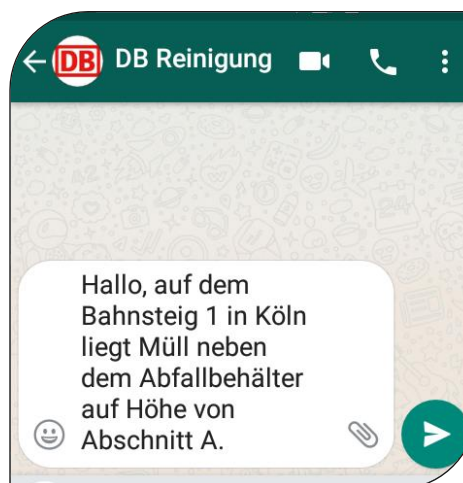 DB DB Reinigung
Hallo, auf dem
Bahnsteig 1 in Köln
liegt Müll neben
dem Abfallbehälter
auf Höhe von
Abschnitt A.